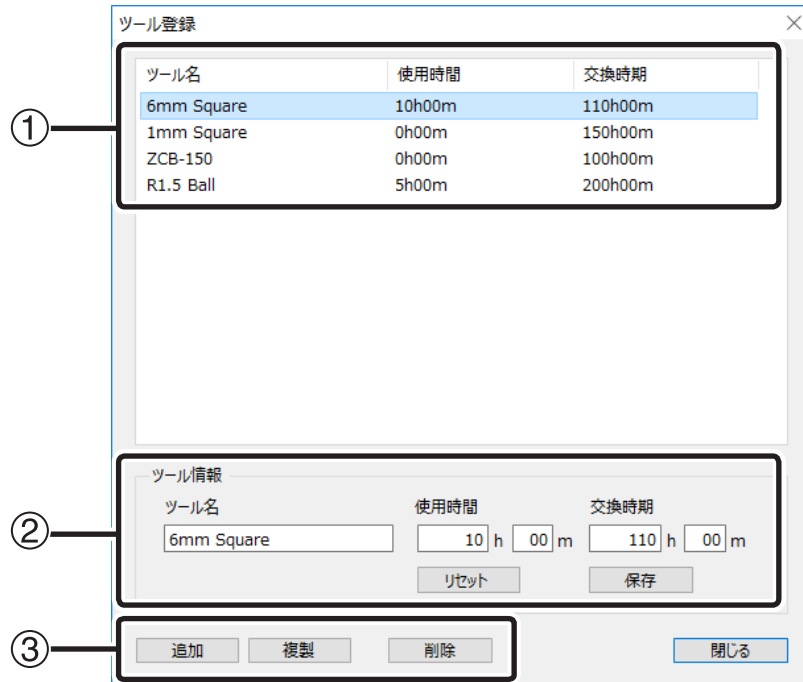 ツール登録
ツール名 使用時間 交換時期
6mm Square 10h00m 110h00m
① 1mm Square 0h00m 150h00m
ZCB-150 0h00m 100h00m
R1.5 Ball 5h00m 200h00m
ツール情報
ツール名 使用時間 交換時期
② 6mm Square 10 h 00 m 110 h 00 m
リセット 保存
③ 追加 複製 削除 閉じる